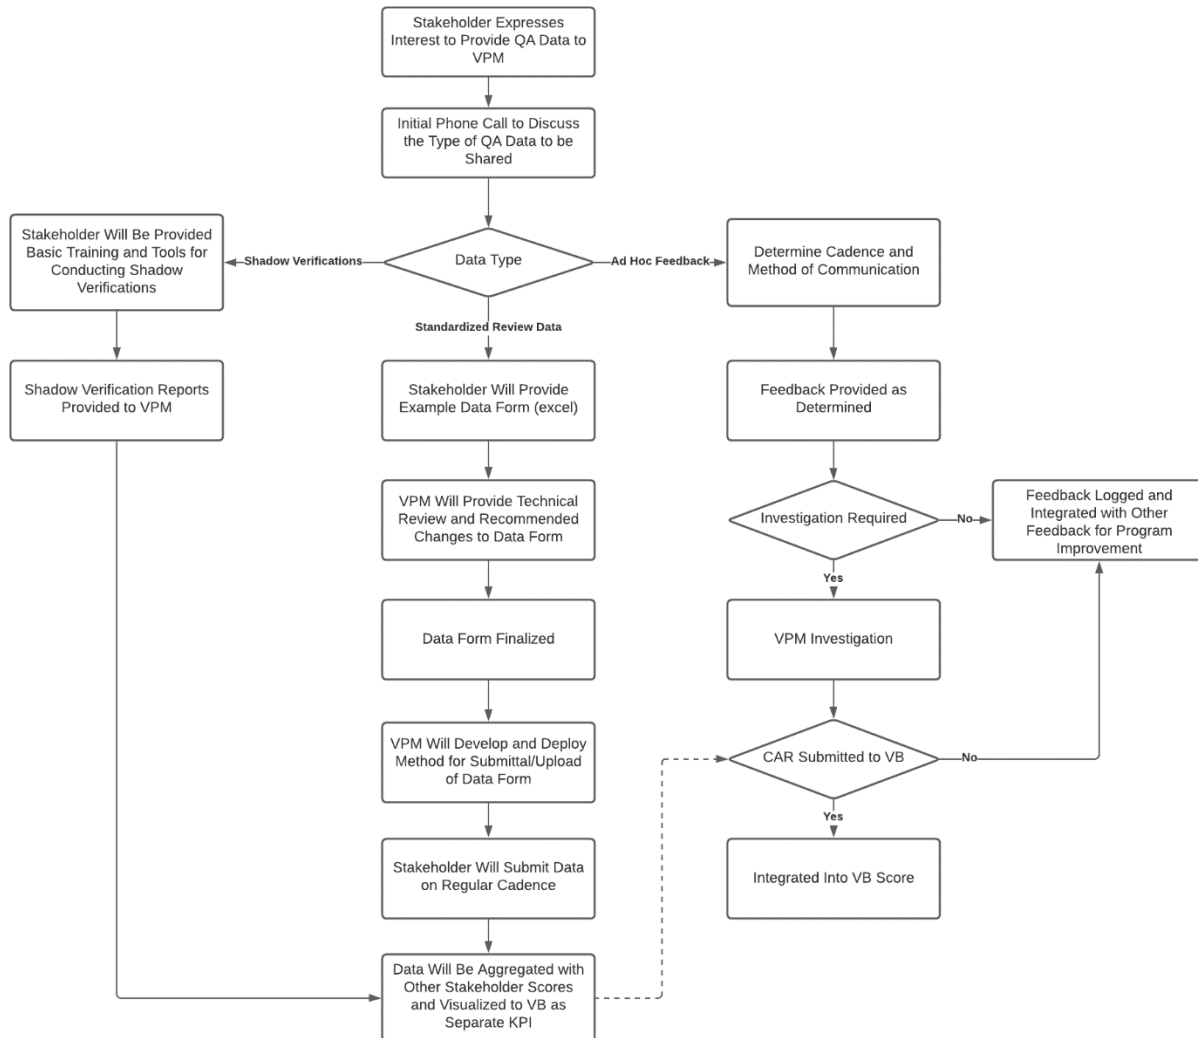 Stakeholder Expresses
Interest to Provide QA Data to
VPM
Initial Phone Call to Discuss
the Type of QA Data to be
Shared
Stakeholder Will Be Provided
Basic Training and Tools for
Conducting Shadow
Verifications
Shadow Verifications
Data Type
Ad Hoc Feedback
Determine Cadence and
Method of Communication
Standardized Review Data
Shadow Verification Reports
Provided to VPM
Stakeholder Will Provide
Example Data Form (excel)
Feedback Provided as
Determined
VPM Will Provide Technical
Review and Recommended
Changes to Data Form
Investigation Required
No
Feedback Logged and
Integrated with Other
Feedback for Program
Improvement
Yes
Data Form Finalized
VPM Investigation
VPM Will Develop and Deploy
Method for Submittal/Upload
of Data Form
CAR Submitted to VB
No
Yes
Stakeholder Will Submit Data
on Regular Cadence
Integrated Into VB Score
Data Will Be Aggregated with
Other Stakeholder Scores
and Visualized to VB as
Separate KPI